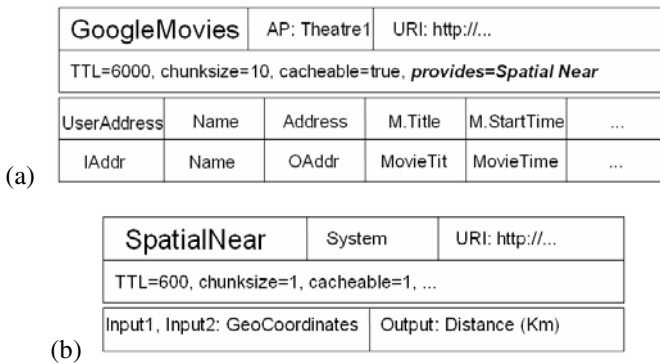 GoogleMovies AP: Theatre1 URI: http://...
TTL=6000, chunksize=10, cacheable=true, provides=Spatial Near
UserAddress Name Address M.Title M.StartTime ...
IAddr Name OAddr MovieTit MovieTime ...
(a)
SpatialNear System URI: http://...
TTL=600, chunksize=1, cacheable=1, ...
Input1, Input2: GeoCoordinates Output: Distance (Km)
(b)